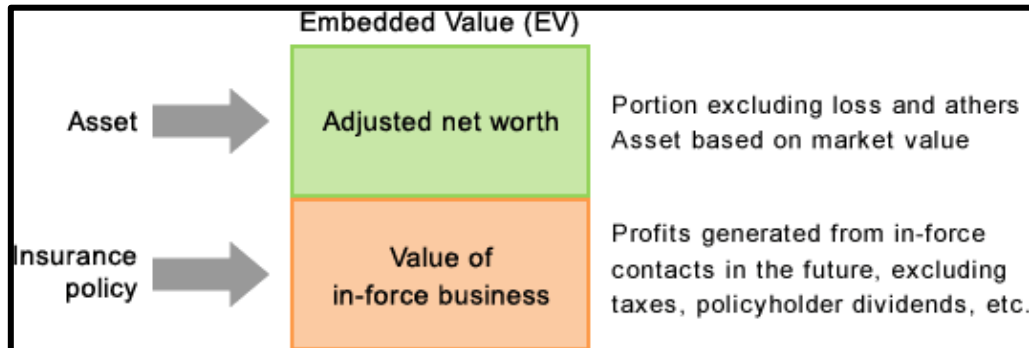 Embedded Value (EV)
Asset
Adjusted net worth
Portion excluding loss and athers
Asset based on market value
Insurance
policy
Value of
in-force business
Profits generated from in-force
contacts in the future, excluding
taxes, policyholder dividends, etc.